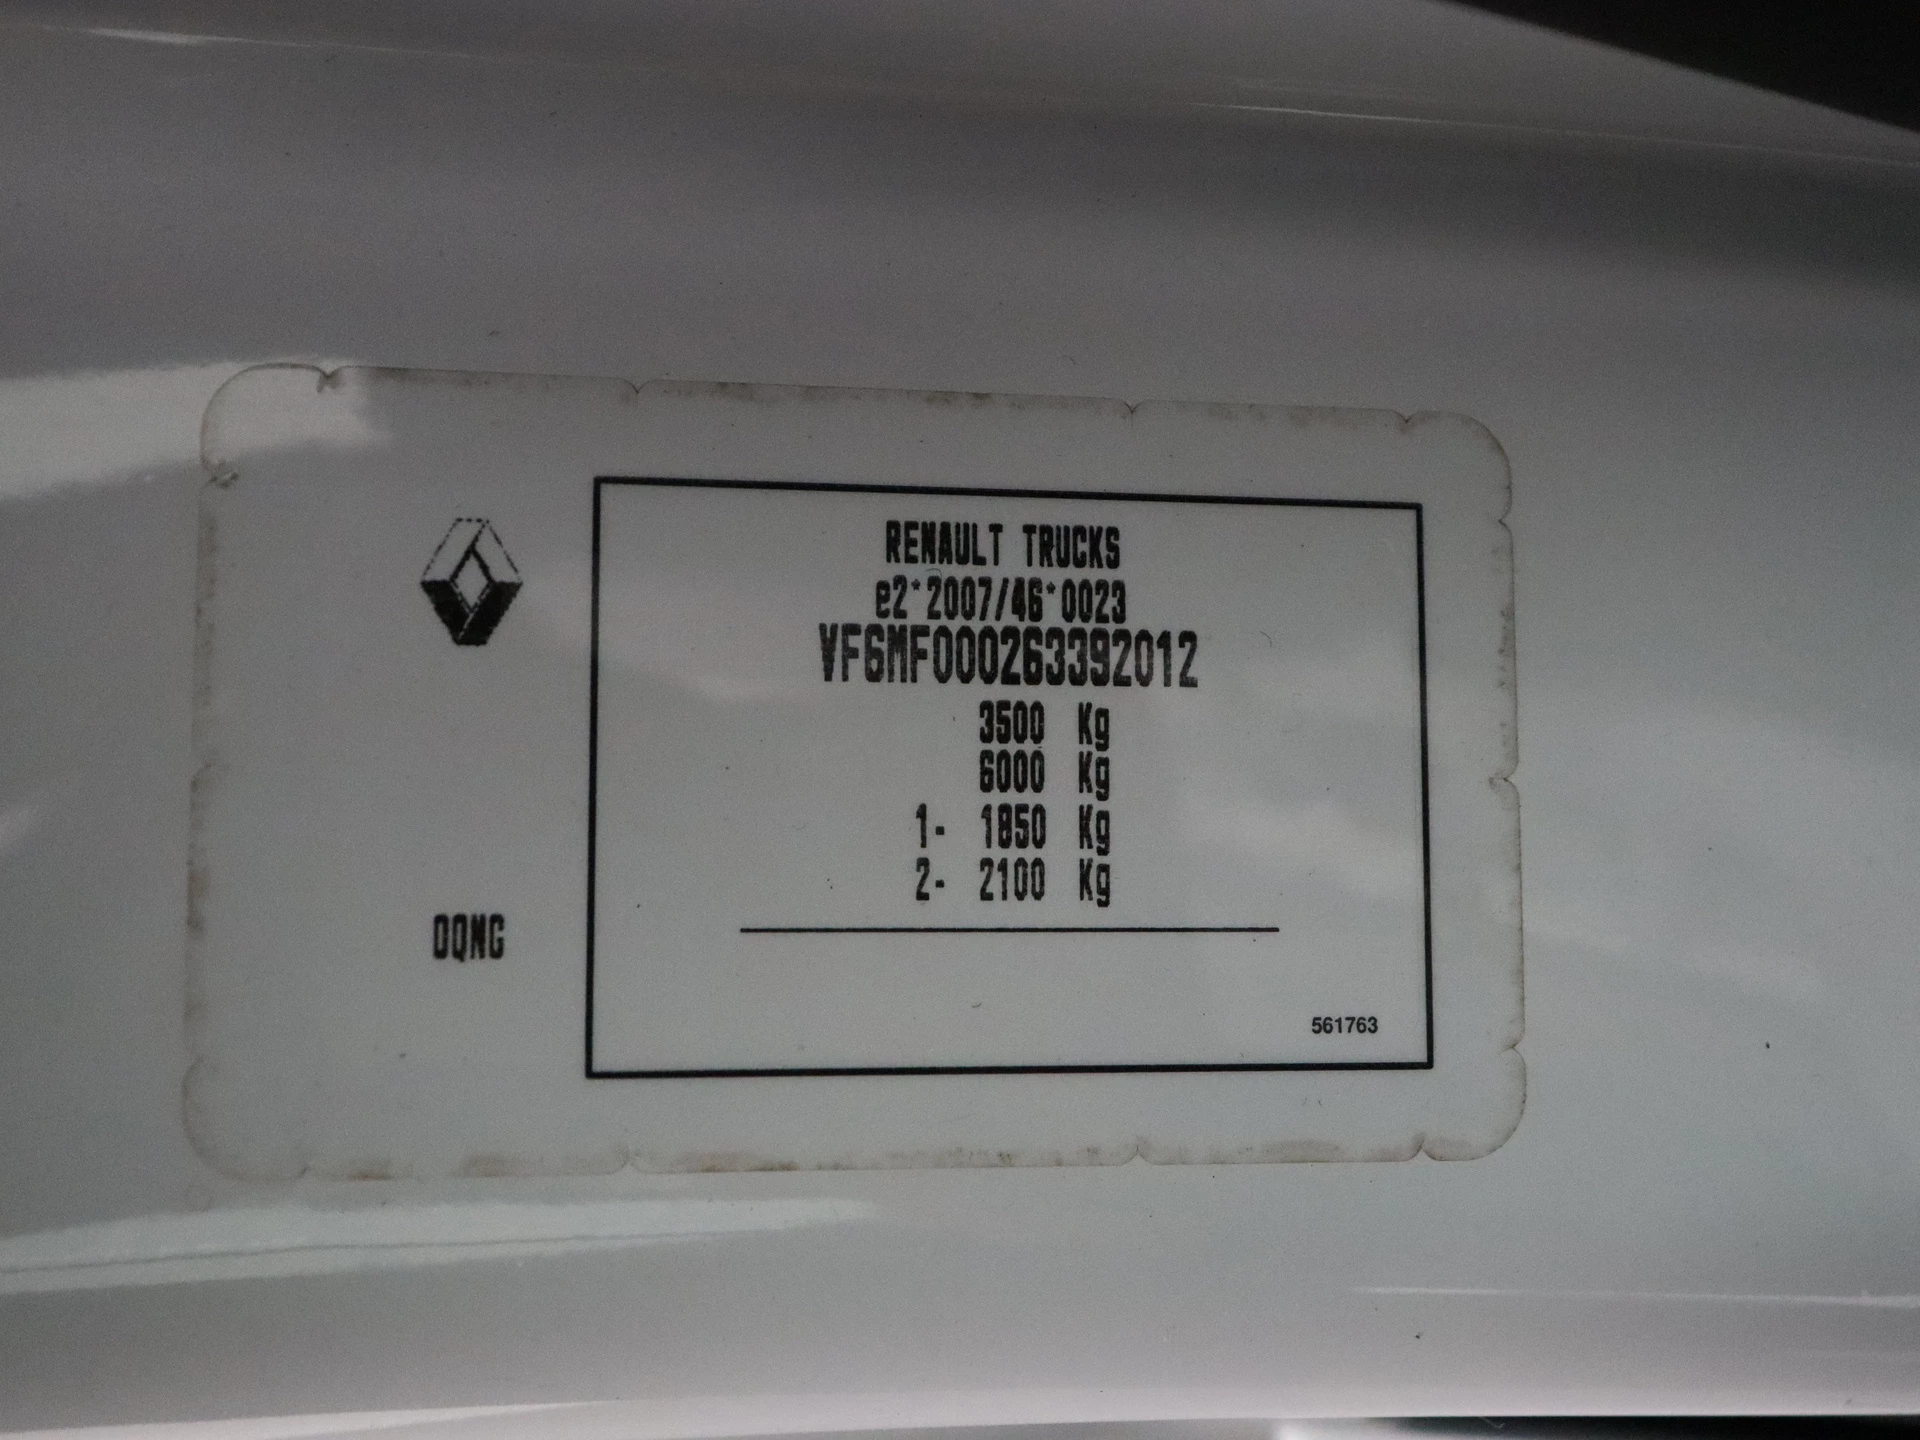 RENAULT TRUCKS
e2*2007/46*0023
VF6MF000263392012
3500 Kg
6000 Kg
1- 1850 Kg
2- 2100 Kg
0QNG
561763